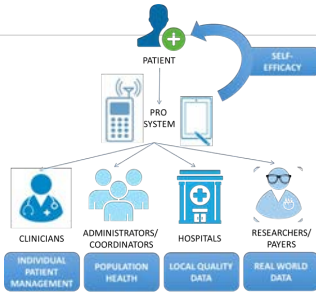 PATIENT
SELF-
EFFICACY
PRO
SYSTEM
CLINICIANS
ADMINISTRATORS/
COORDINATORS
HOSPITALS
RESEARCHERS/
PAYERS
INDIVIDUAL
PATIENT
MANAGEMENT
POPULATION
HEALTH
LOCAL QUALITY
DATA
REAL WORLD
DATA